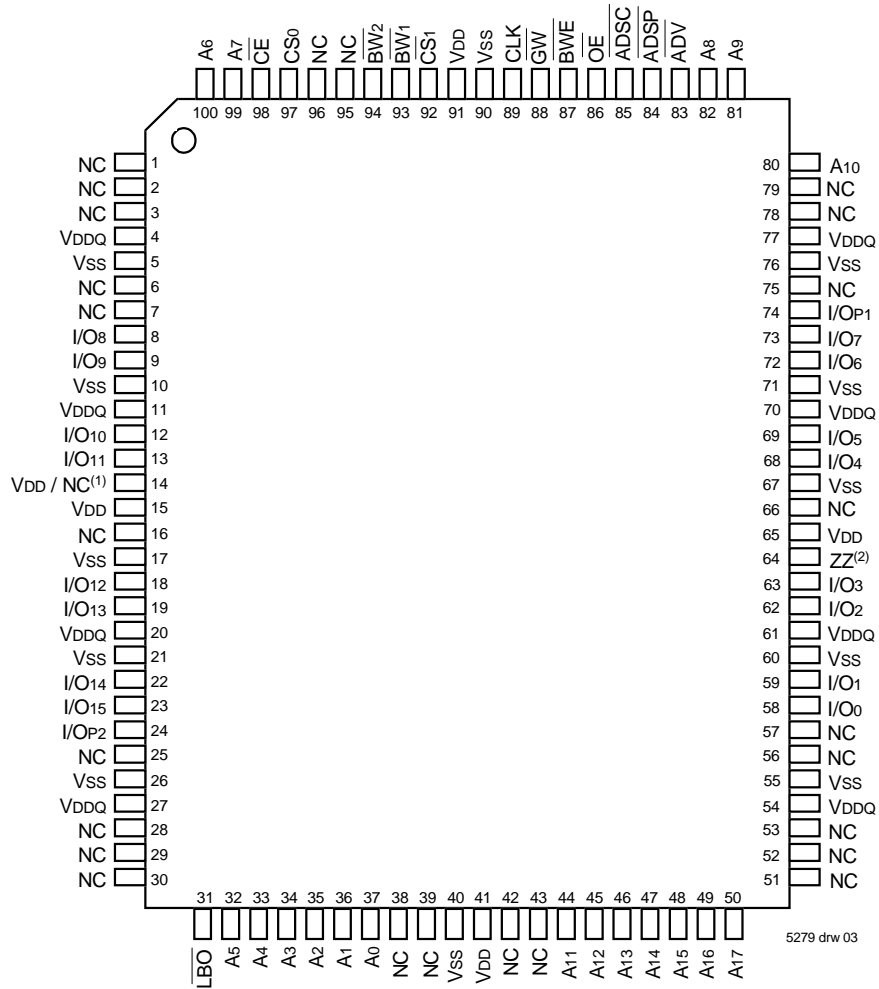 A6 A7 CE CS0 NC NC BW2 BW1 CS1 VDD VSS CLK GW BWE OE ADSC ADSP ADV A8 A9
100 99 98 97 96 95 94 93 92 91 90 89 88 87 86 85 84 83 82 81
NC 1 80 A10
NC 2 79 NC
NC 3 78 NC
VDDQ 4 77 VDDQ
VSS 5 76 VSS
NC 6 75 NC
NC 7 74 I/OP1
I/O8 8 73 I/O7
I/O9 9 72 I/O6
VSS 10 71 VSS
VDDQ 11 70 VDDQ
I/O10 12 69 I/O5
I/O11 13 68 I/O4
VDD / NC(1) 14 67 VSS
VDD 15 66 NC
NC 16 65 VDD
VSS 17 64 ZZ(2)
I/O12 18 63 I/O3
I/O13 19 62 I/O2
VDDQ 20 61 VDDQ
VSS 21 60 VSS
I/O14 22 59 I/O1
I/O15 23 58 I/O0
I/OP2 24 57 NC
NC 25 56 NC
VSS 26 55 VSS
VDDQ 27 54 VDDQ
NC 28 53 NC
NC 29 52 NC
NC 30 51 NC
31 32 33 34 35 36 37 38 39 40 41 42 43 44 45 46 47 48 49 50
LBO A5 A4 A3 A2 A1 A0 NC NC VSS VDD NC NC A11 A12 A13 A14 A15 A16 A17
5279 drw 03